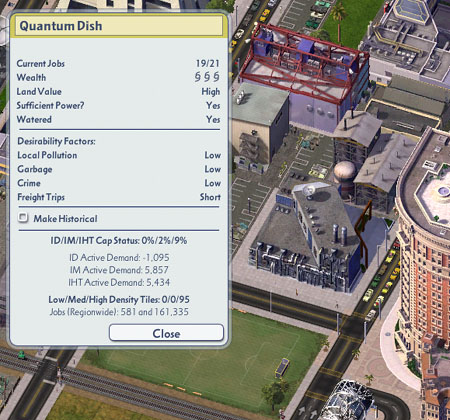 Quantum Dish
Current Jobs 19/21
Wealth § § §
Land Value High
Sufficient Power? Yes
Watered Yes
Desirability Factors:
Local Pollution Low
Garbage Low
Crime Low
Freight Trips Short
Make Historical
ID/IM/IHT Cap Status: 0%/2%/9%
ID Active Demand: -1,095
IM Active Demand: 5,857
IHT Active Demand: 5,434
Low/Med/High Density Tiles: 0/0/95
Jobs (Regionwide): 581 and 161,335
Close